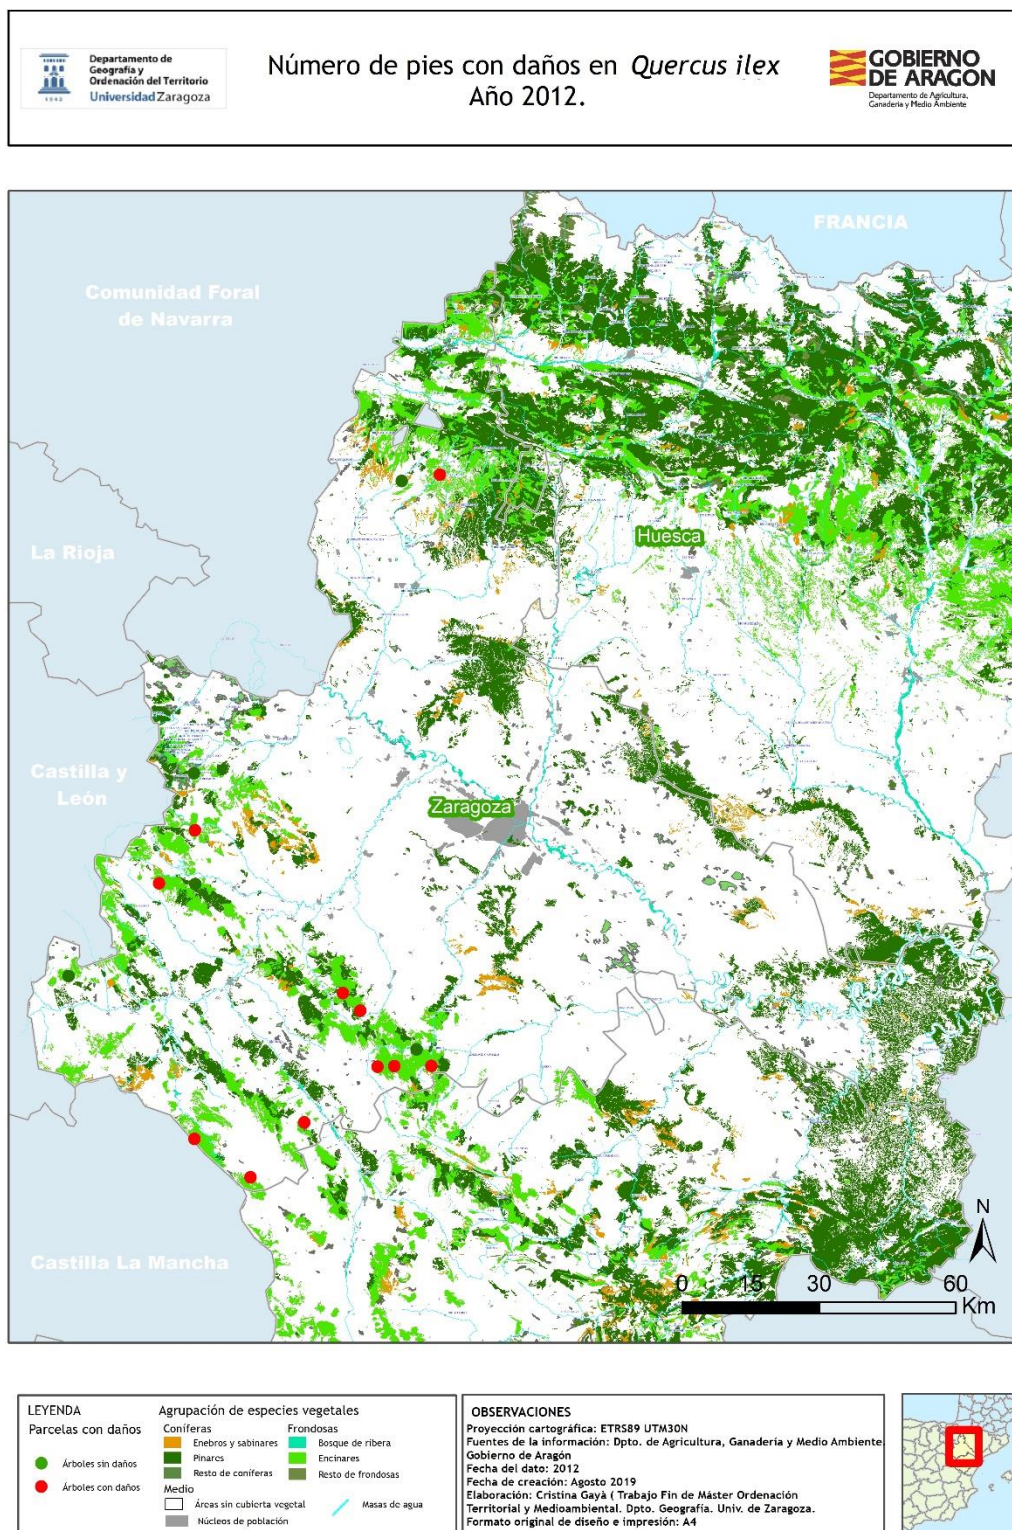 Departamento de
Geografía y
Ordenación del Territorio
Universidad Zaragoza
1542
Número de pies con daños en Quercus ilex
Año 2012.
GOBIERNO
DE ARAGON
Departamento de Agricultura,
Ganadería y Medio Ambiente
FRANCIA
Comunidad Foral
de Navarra
La Rioja
Huesca
Castilla y
León
Zaragoza
Castilla La Mancha
N
0 15 30 60
Km
LEYENDA
Parcelas con daños
Árboles sin daños
Árboles con daños
Agrupación de especies vegetales
Coníferas
Enebros y sabinares
Pinares
Resto de coníferas
Frondosas
Bosque de ribera
Encinares
Resto de frondosas
Medio
Áreas sin cubierta vegetal
Masas de agua
Núcleos de población
OBSERVACIONES
Proyección cartográfica: ETRS89 UTM30N
Fuentes de la información: Dpto. de Agricultura, Ganadería y Medio Ambiente.
Gobierno de Aragón
Fecha del dato: 2012
Fecha de creación: Agosto 2019
Elaboración: Cristina Gayà ( Trabajo Fin de Máster Ordenación
Territorial y Medioambiental. Dpto. Geografía. Univ. de Zaragoza.
Formato original de diseño e impresión: A4